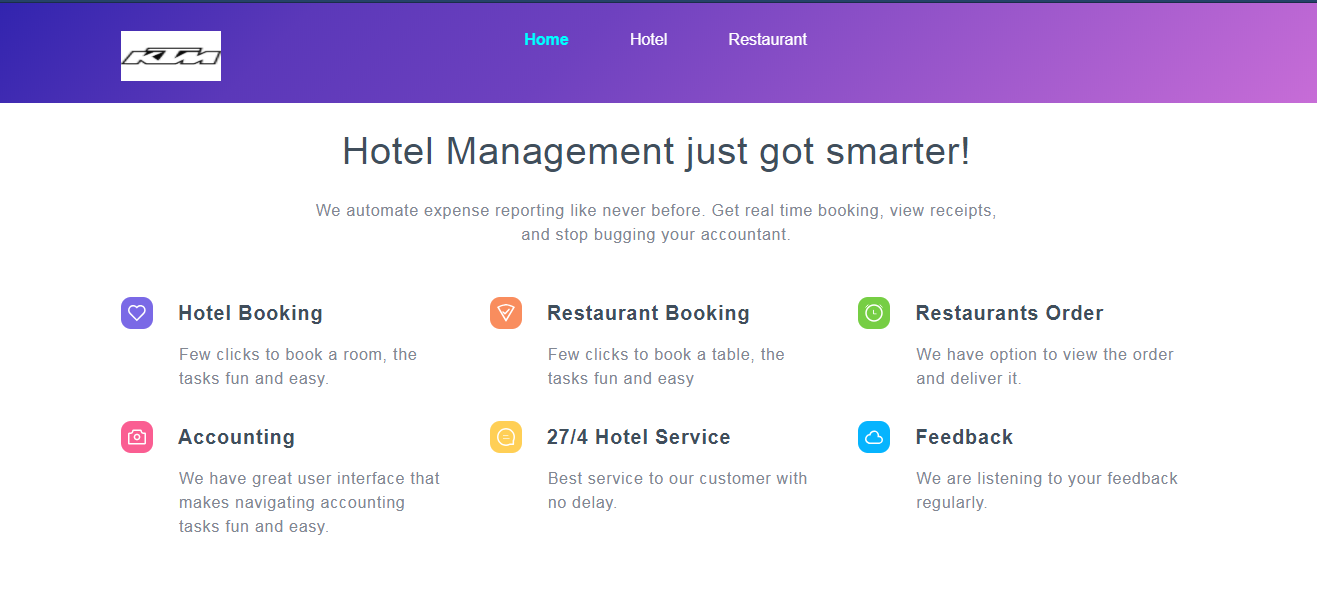 KTM
Home Hotel Restaurant
Hotel Management just got smarter!
We automate expense reporting like never before. Get real time booking, view receipts,
and stop bugging your accountant.
Hotel Booking
Few clicks to book a room, the
tasks fun and easy.
Restaurant Booking
Few clicks to book a table, the
tasks fun and easy
Restaurants Order
We have option to view the order
and deliver it.
Accounting
We have great user interface that
makes navigating accounting
tasks fun and easy.
27/4 Hotel Service
Best service to our customer with
no delay.
Feedback
We are listening to your feedback
regularly.